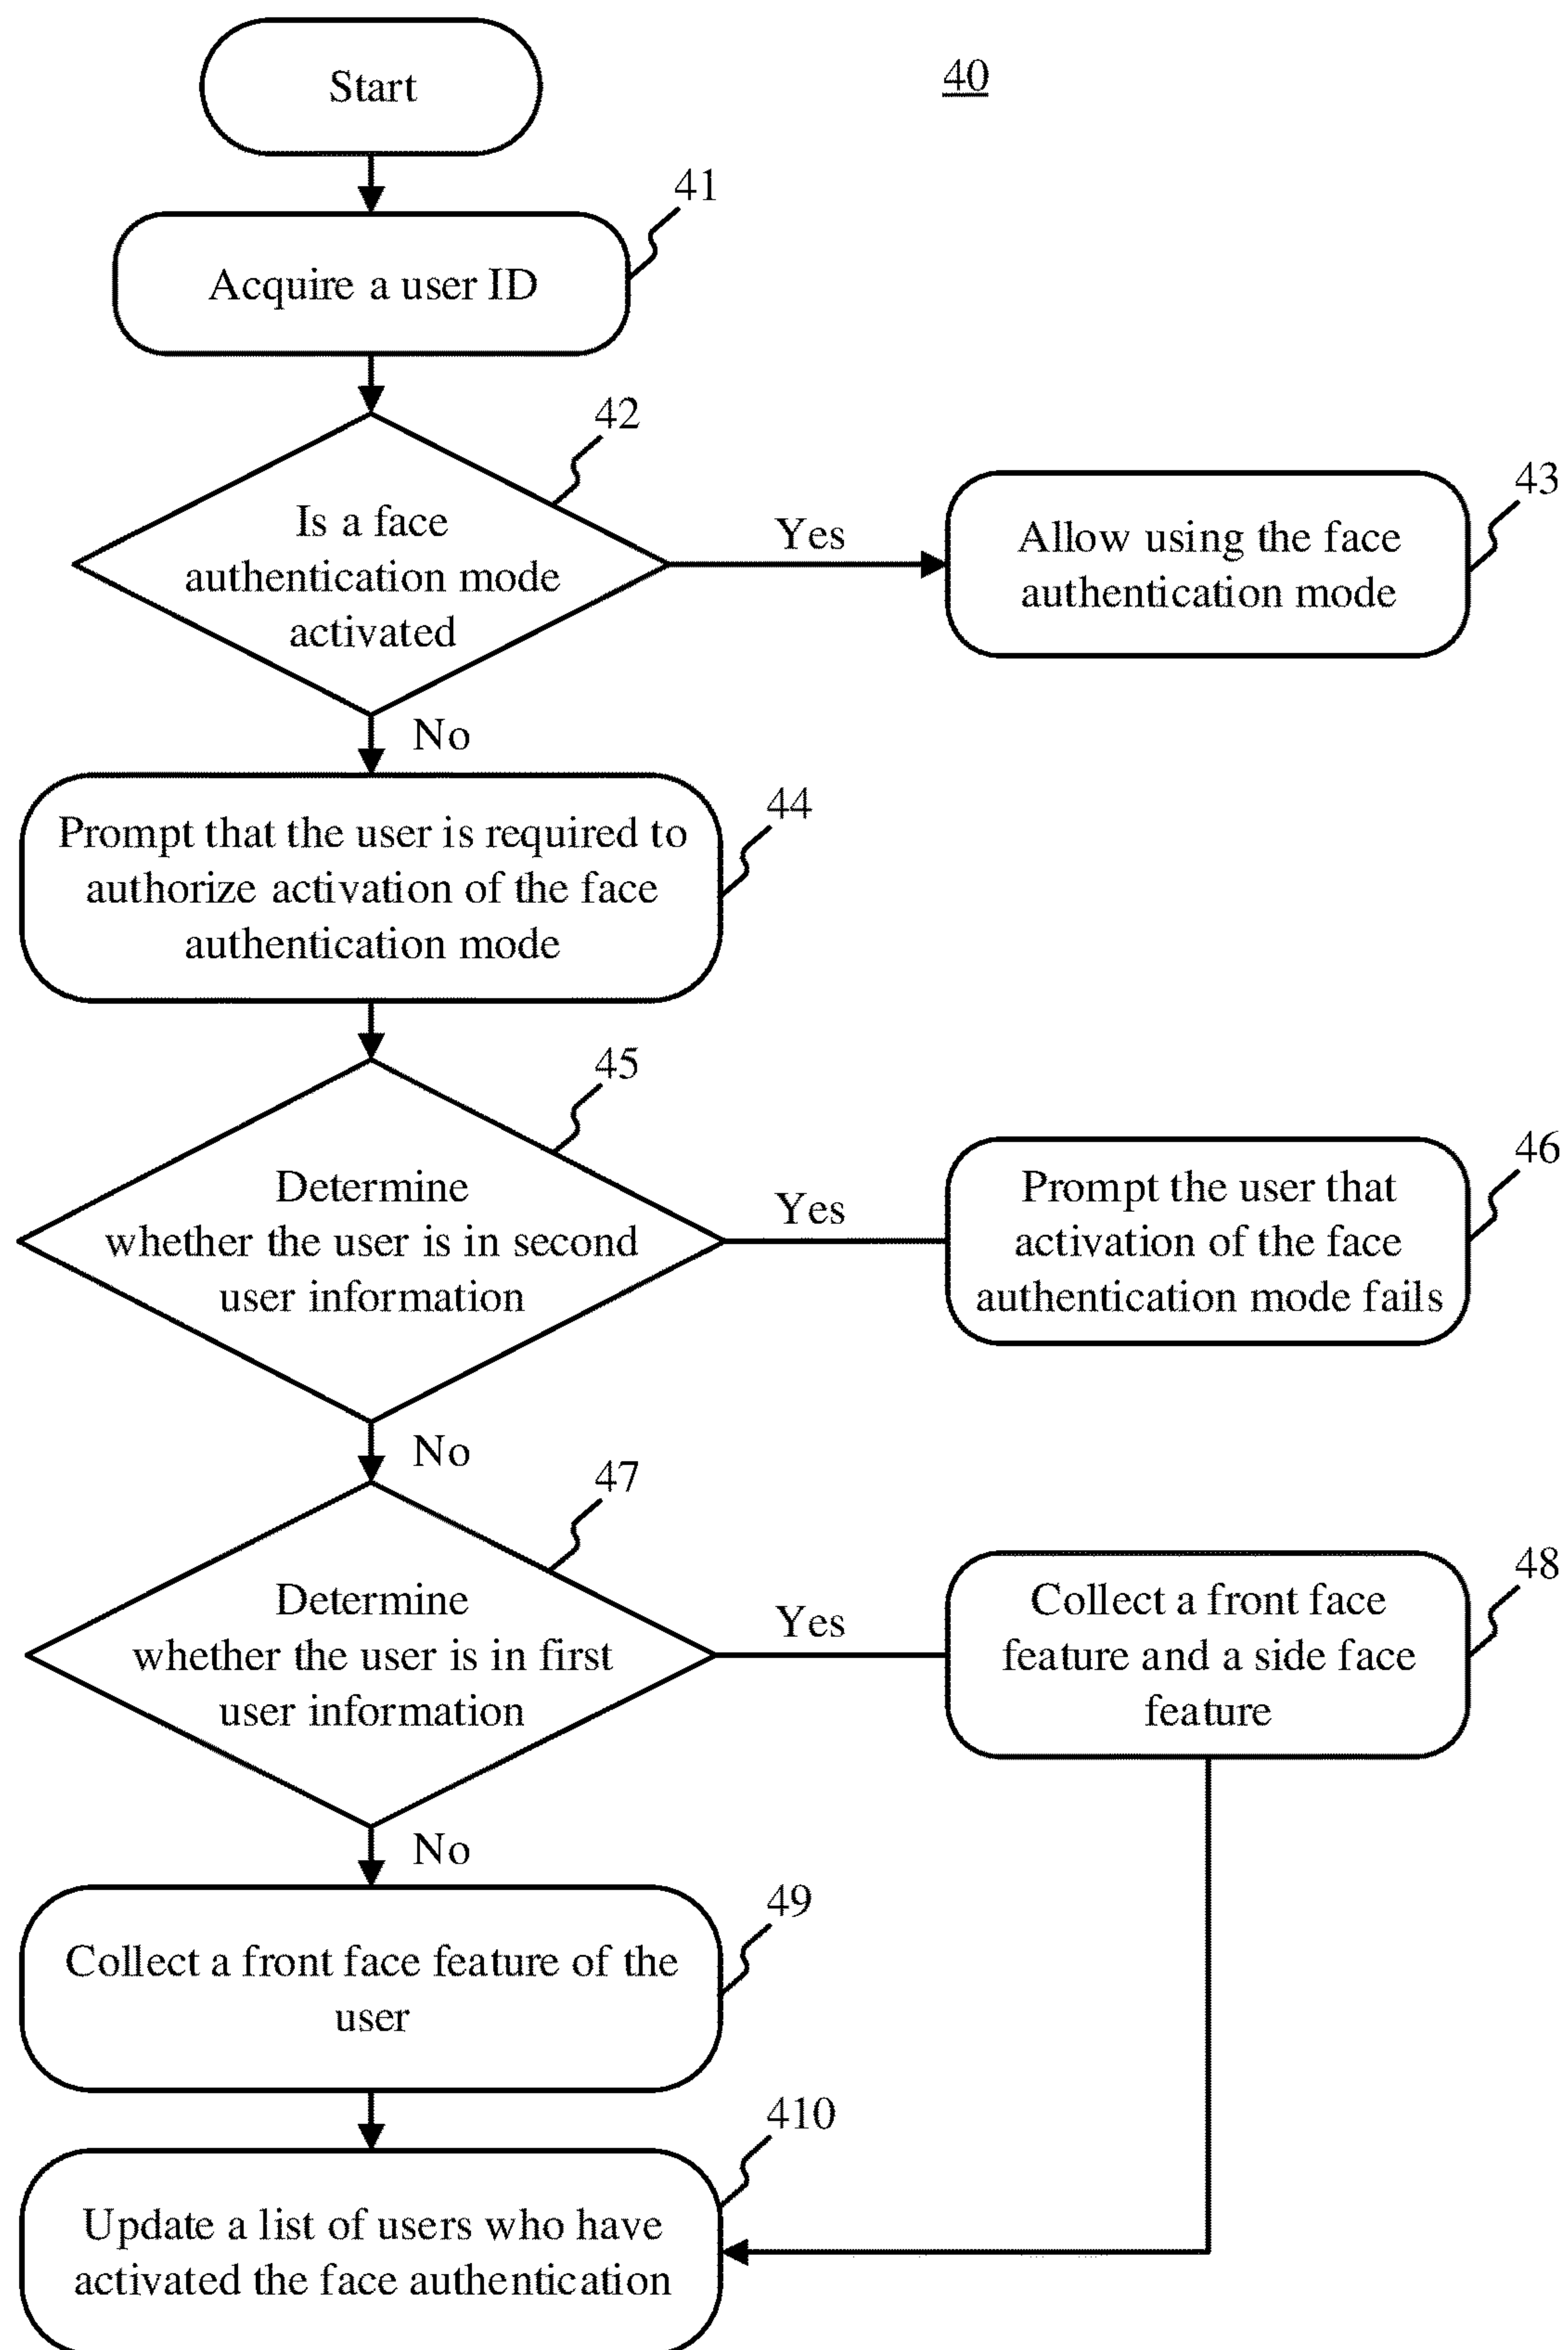 Start
40
41
Acquire a user ID
42
Is a face
authentication mode
activated
Yes
43
Allow using the face
authentication mode
No
44
Prompt that the user is required to
authorize activation of the face
authentication mode
45
Determine
whether the user is in second
user information
Yes
46
Prompt the user that
activation of the face
authentication mode fails
No
47
Determine
whether the user is in first
user information
Yes
48
Collect a front face
feature and a side face
feature
No
49
Collect a front face feature of the
user
410
Update a list of users who have
activated the face authentication